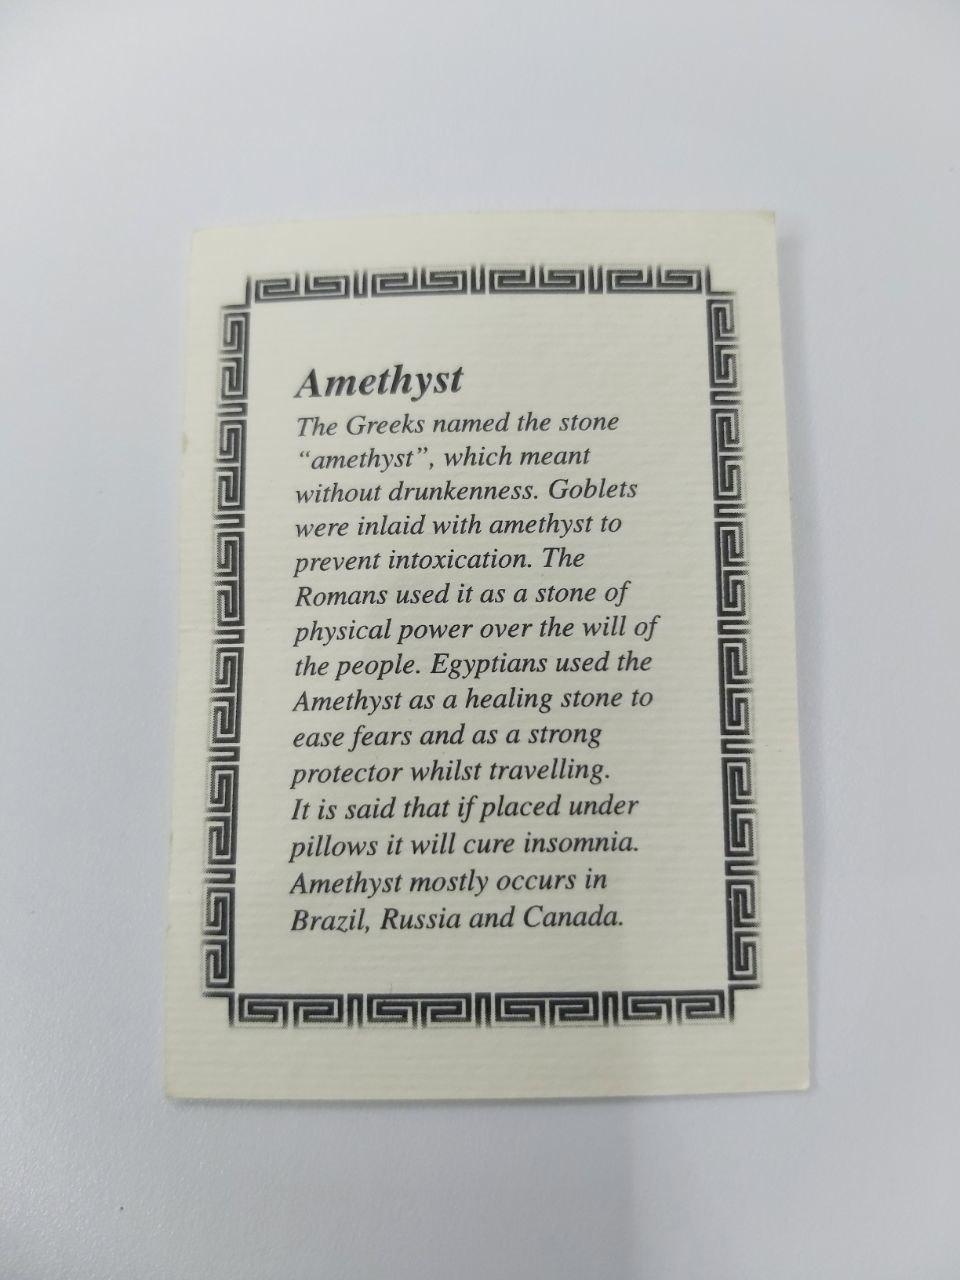 Amethyst
The Greeks named the stone
“amethyst”, which meant
without drunkenness. Goblets
were inlaid with amethyst to
prevent intoxication. The
Romans used it as a stone of
physical power over the will of
the people. Egyptians used the
Amethyst as a healing stone to
ease fears and as a strong
protector whilst travelling.
It is said that if placed under
pillows it will cure insomnia.
Amethyst mostly occurs in
Brazil, Russia and Canada.